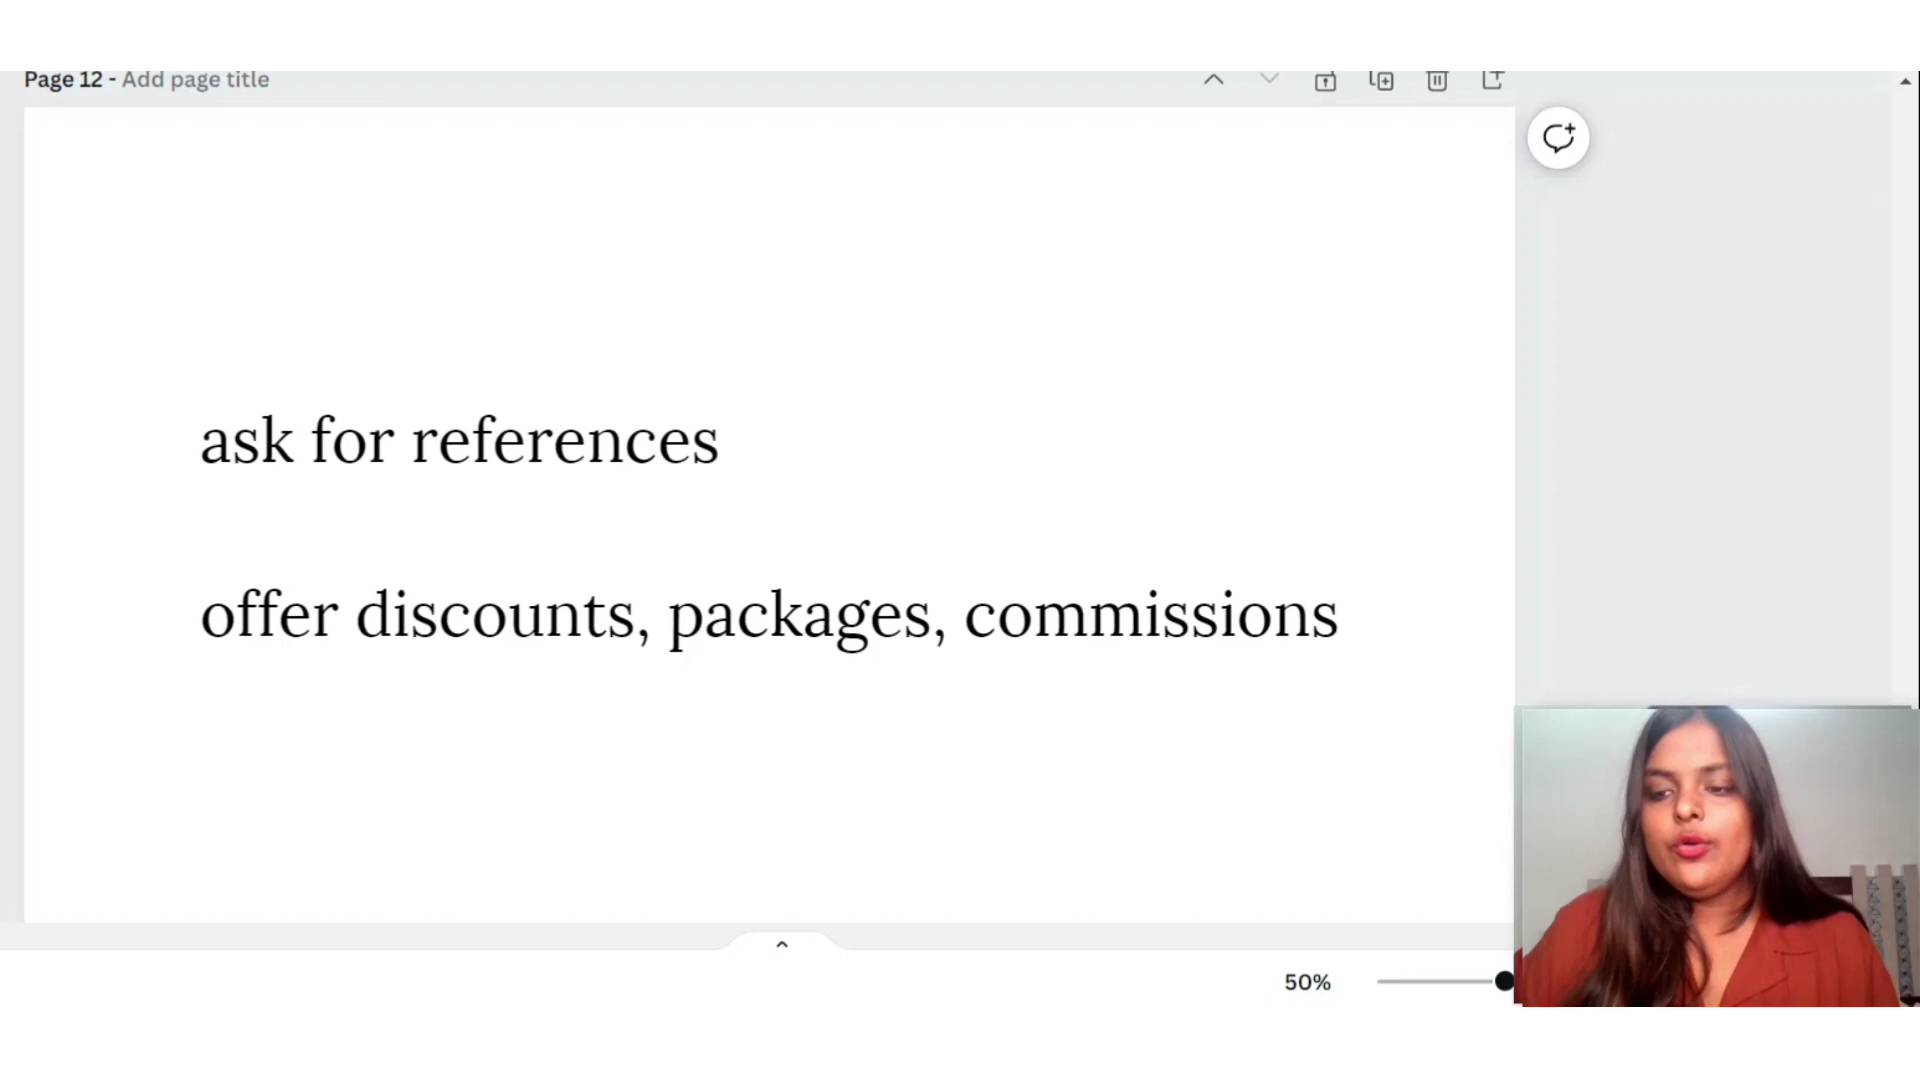 Page 12 - Add page title
ask for references
offer discounts, packages, commissions
50%